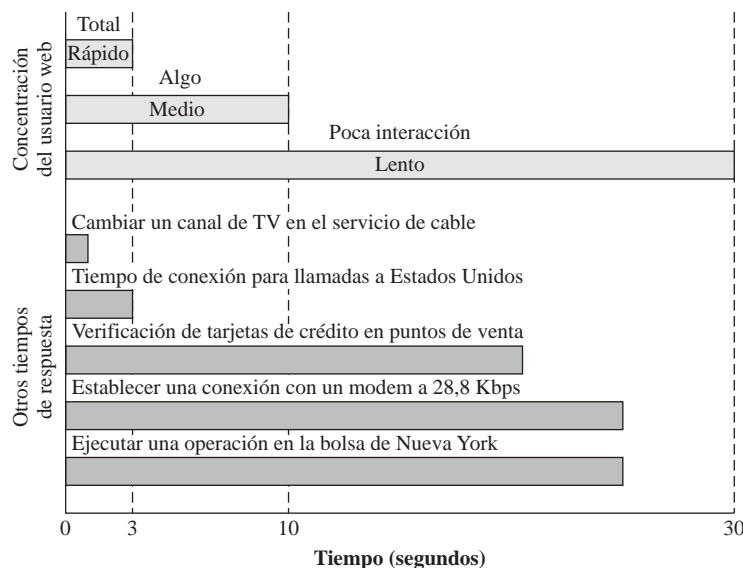 Total
Rápido
Algo
Medio
Poca interacción
Lento
Concentración
del usuario web
Cambiar un canal de TV en el servicio de cable
Tiempo de conexión para llamadas a Estados Unidos
Verificación de tarjetas de crédito en puntos de venta
Establecer una conexión con un modem a 28,8 Kbps
Ejecutar una operación en la bolsa de Nueva York
Otros tiempos
de respuesta
0 3 10 30
Tiempo (segundos)